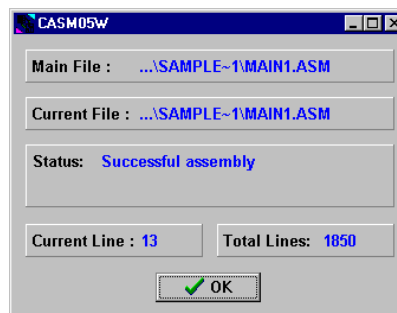 CASM05W
Main File : ...\SAMPLE~1\MAIN1.ASM
Current File : ...\SAMPLE~1\MAIN1.ASM
Status: Successful assembly
Current Line : 13 Total Lines: 1850
OK